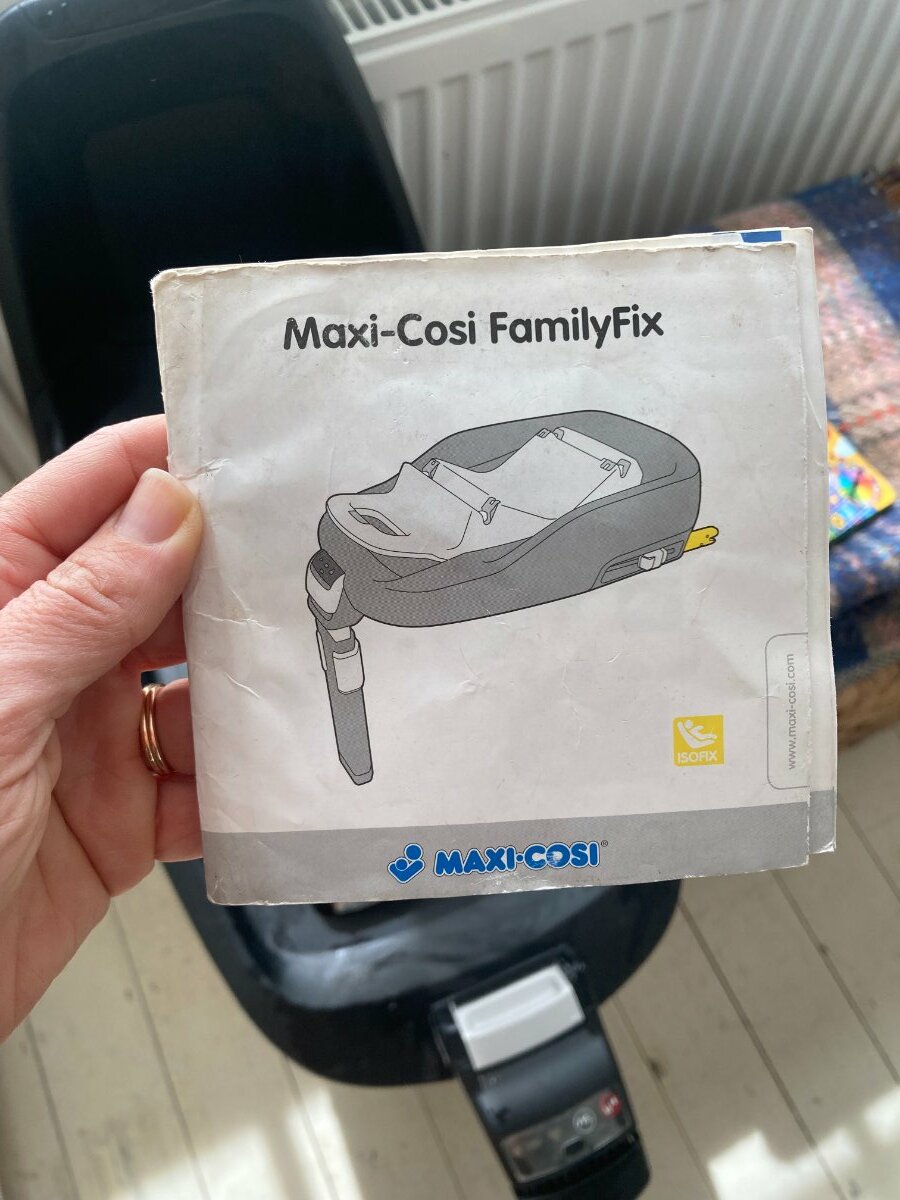 Maxi-Cosi FamilyFix
www.maxi-cosi.com
ISOFIX
MAXI·COSI®